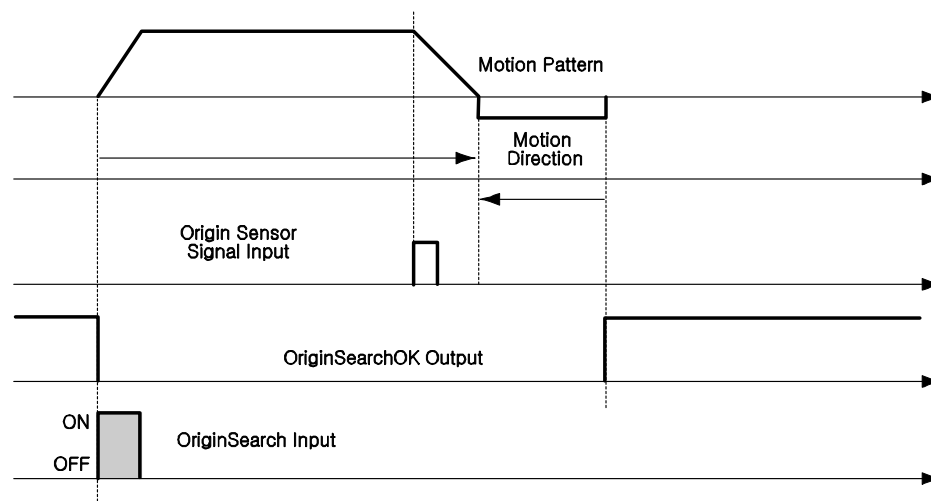 Motion Pattern
Motion
Direction
Origin Sensor
Signal Input
OriginSearchOK Output
ON
OriginSearch Input
OFF